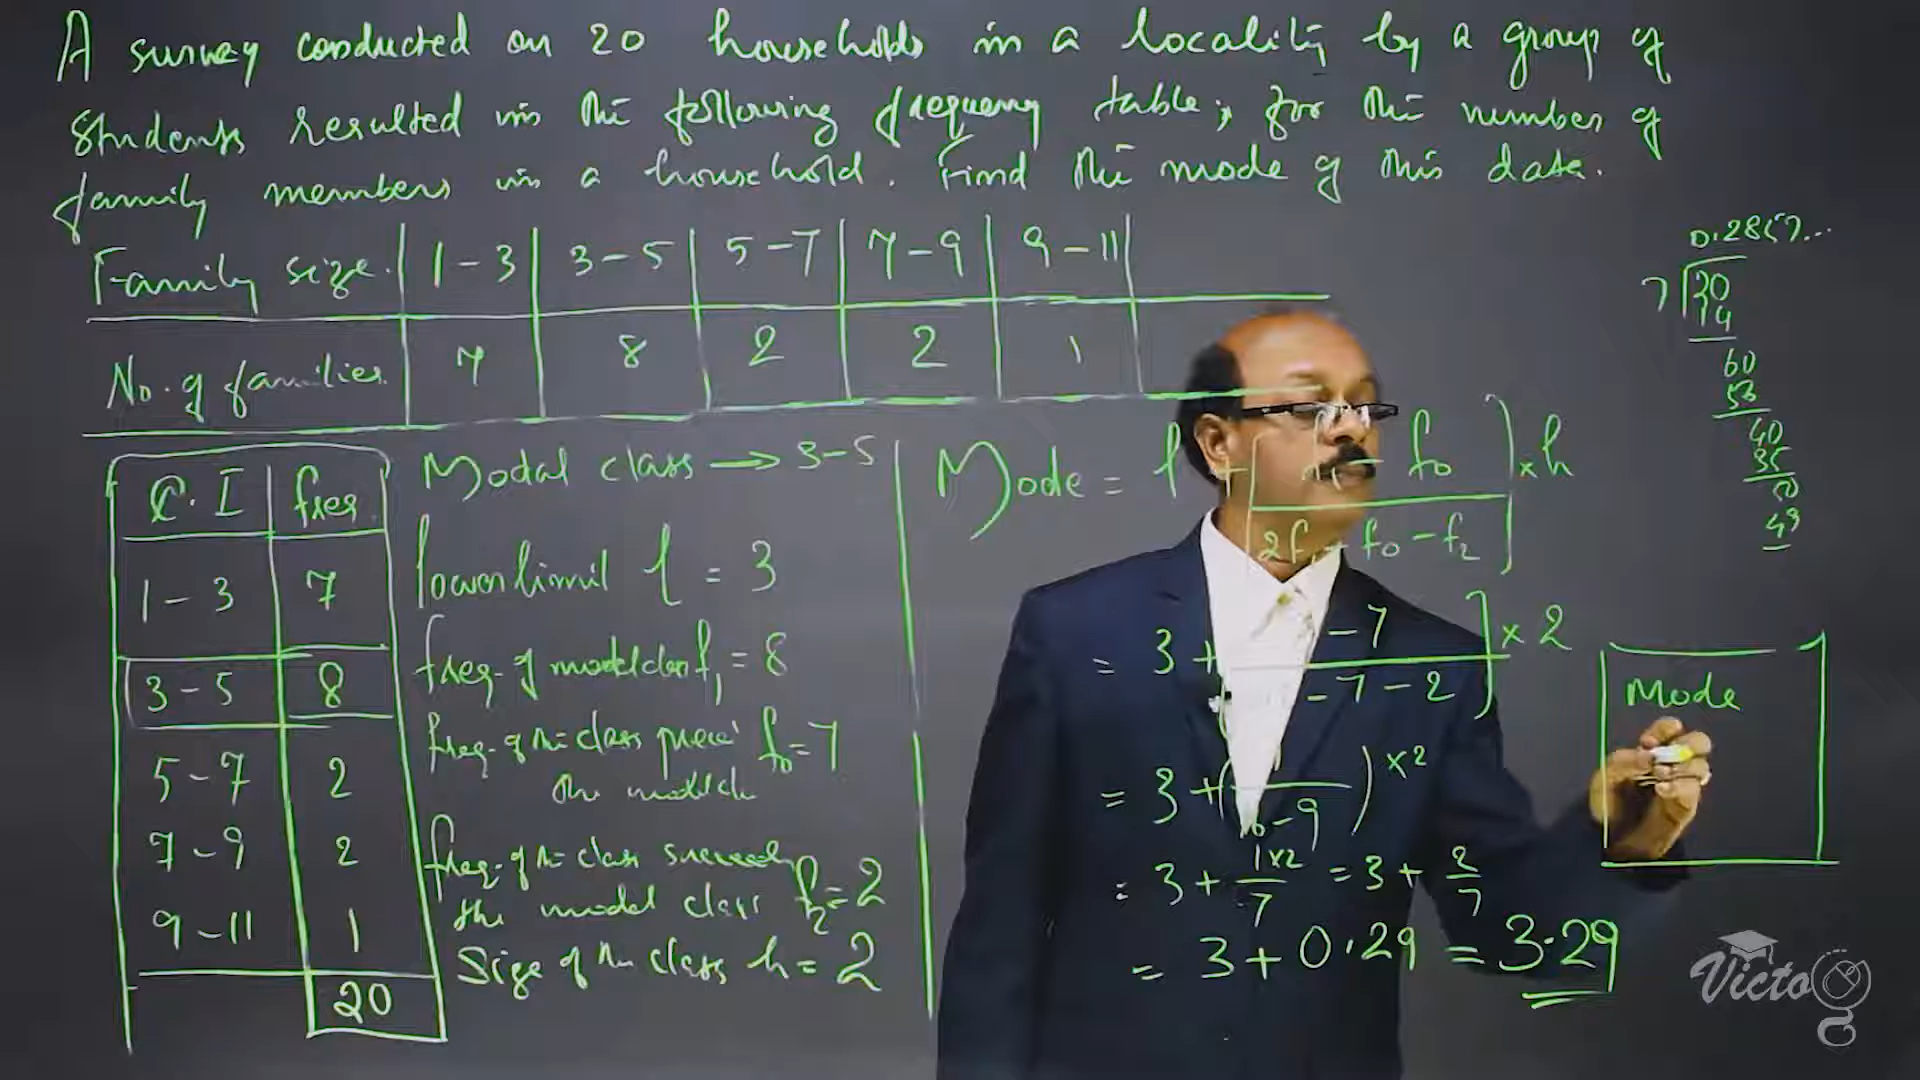 A survey conducted on 20 households in a locality by a group of
students resulted in the following frequency table, for the number of
family members in a household. Find the mode of this data.
Family size 1-3 3-5 5-7 7-9 9-11
No. of families 7 8 2 2 1
C.I freq.
1-3 7
3-5 8
5-7 2
7-9 2
9-11 1
20
Modal class → 3-5
lower limit l = 3
freq. of modal class f₁ = 8
freq. of the class f₀ = 7
the
freq. of the class f₂ = 2
the modal class
Size of the class h = 2
Mode = l + f₀ ] × h
2f₁ - f₀ - f₂
= 3 + - 7 ] × 2
- 7 - 2
= 3 + ( ) × 2
- 9
= 3 + 1×2 = 3 + 2
7 7
= 3 + 0.29 = 3.29
0.2857...
7 20
14
60
56
40
35
50
49
Mode
Victo